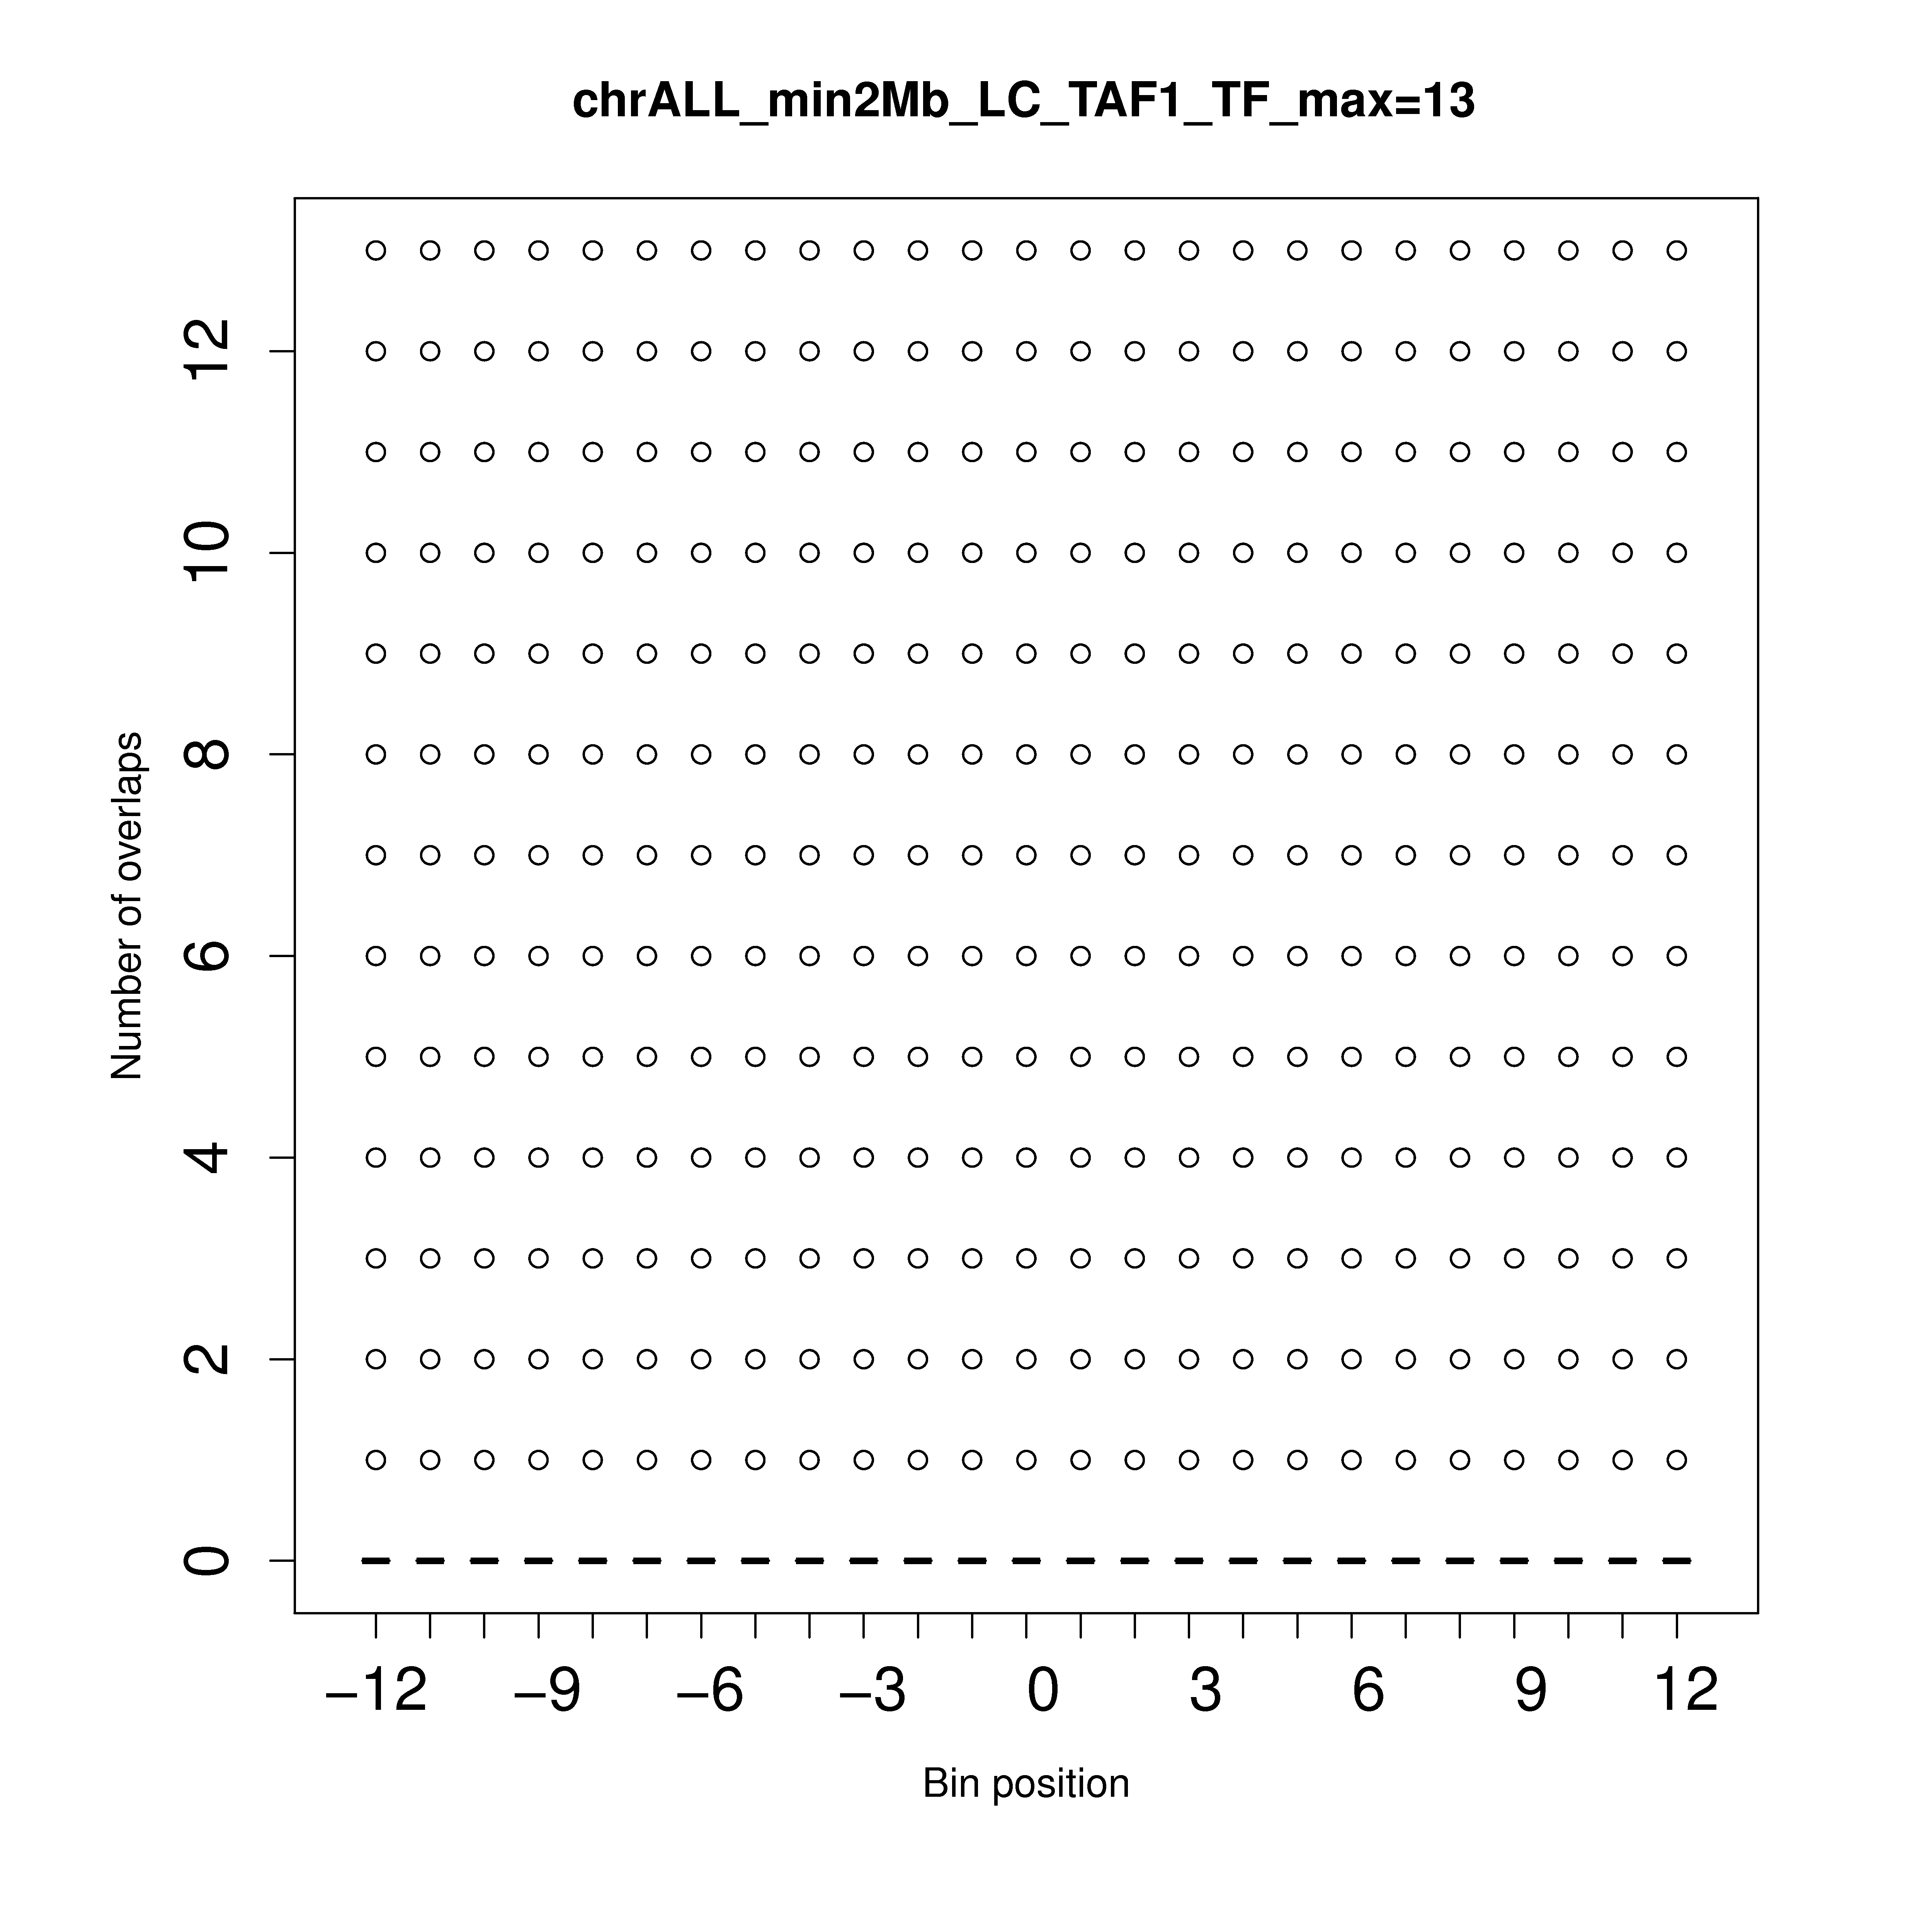 chrALL_min2Mb_LC_TAF1_TF_max=13
12
10
8
6
4
2
0
Number of overlaps
−12 −9 −6 −3 0 3 6 9 12
Bin position